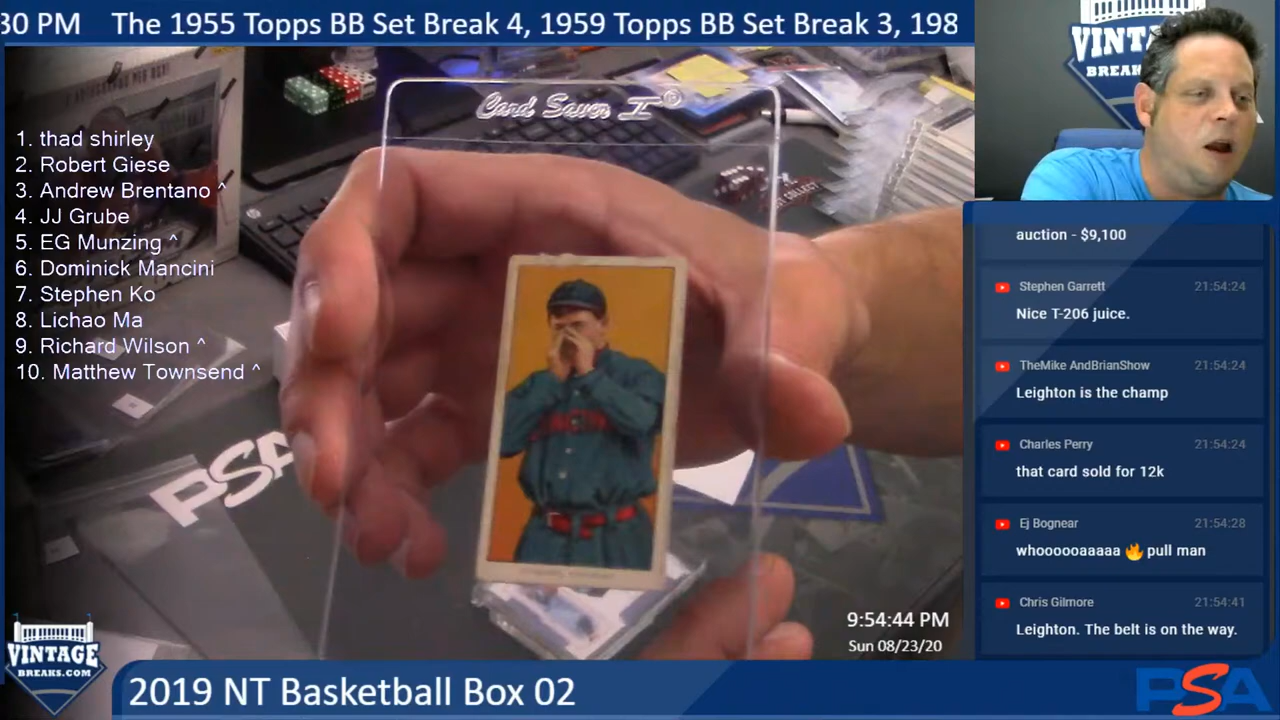 30 PM The 1955 Topps BB Set Break 4, 1959 Topps BB Set Break 3, 198
Card Saver I®
VINTAGE
BREAKS
1. thad shirley
2. Robert Giese
3. Andrew Brentano ^
4. JJ Grube
5. EG Munzing ^
6. Dominick Mancini
7. Stephen Ko
8. Lichao Ma
9. Richard Wilson ^
10. Matthew Townsend ^
PSA
auction - $9,100
Stephen Garrett 21:54:24
Nice T-206 juice.
TheMike AndBrianShow 21:54:24
Leighton is the champ
Charles Perry 21:54:24
that card sold for 12k
Ej Bognear 21:54:28
whoooooaaaaa 🔥 pull man
Chris Gilmore 21:54:41
Leighton. The belt is on the way.
9:54:44 PM
Sun 08/23/20
VINTAGE
BREAKS.COM
2019 NT Basketball Box 02
PSA